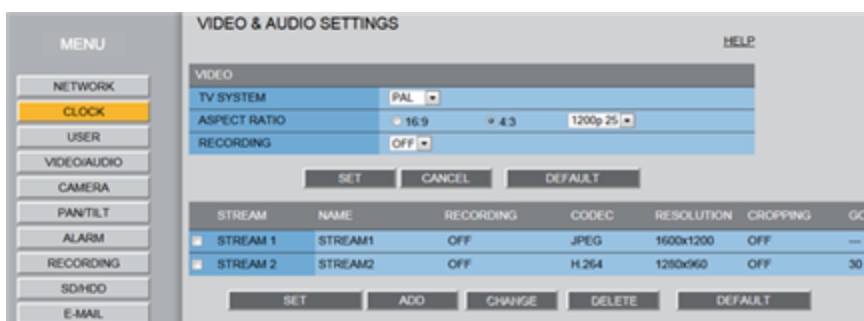 VIDEO & AUDIO SETTINGS
HELP
MENU
NETWORK
CLOCK
USER
VIDEO/AUDIO
CAMERA
PAN/TILT
ALARM
RECORDING
SD/HDD
E-MAIL
VIDEO
TV SYSTEM PAL
ASPECT RATIO 16:9 4:3 1200p 25
RECORDING OFF
SET CANCEL DEFAULT
STREAM NAME RECORDING CODEC RESOLUTION CROPPING GO
STREAM 1 STREAM1 OFF JPEG 1600x1200 OFF ---
STREAM 2 STREAM2 OFF H.264 1280x960 OFF 30
SET ADD CHANGE DELETE DEFAULT